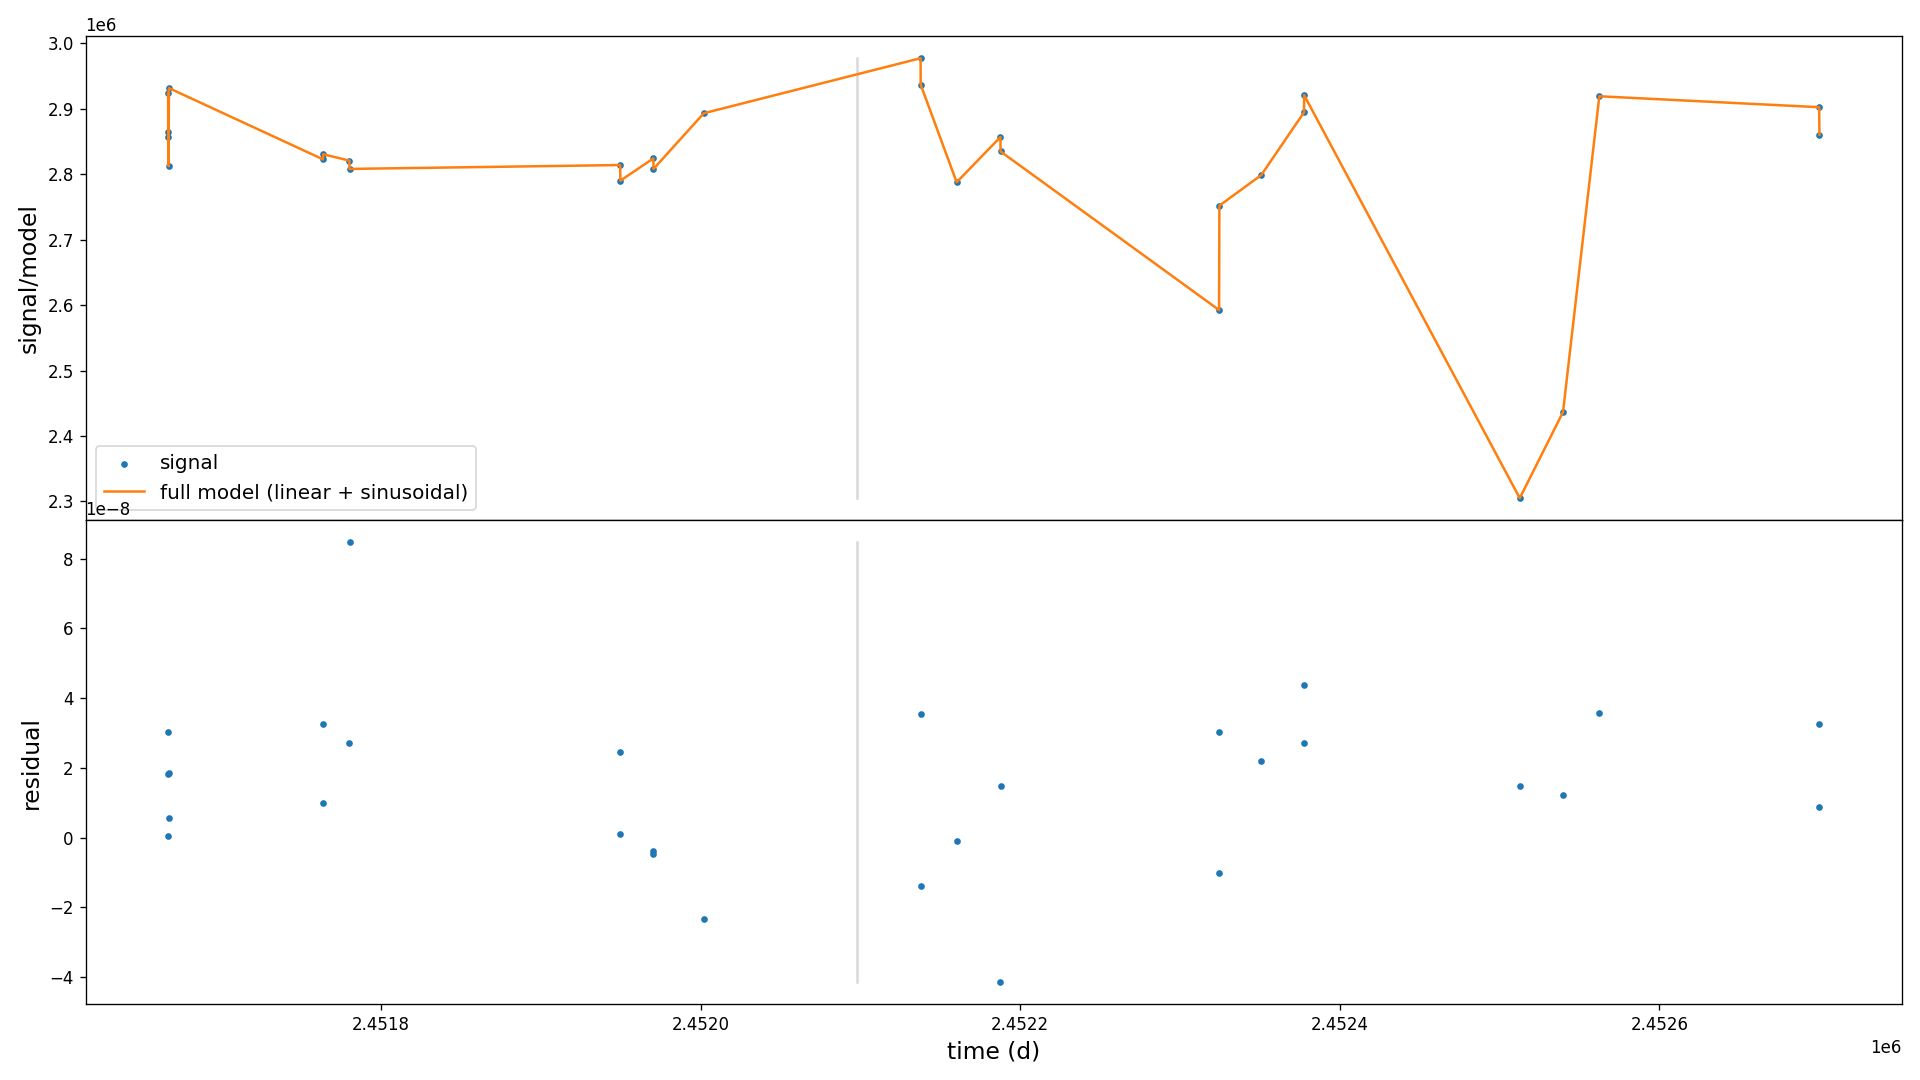 1e6
3.0
2.9
2.8
2.7
2.6
2.5
2.4
2.3
signal/model
signal
full model (linear + sinusoidal)
1e−8
8
6
4
2
0
−2
−4
residual
2.4518 2.4520 2.4522 2.4524 2.4526
time (d)
1e6